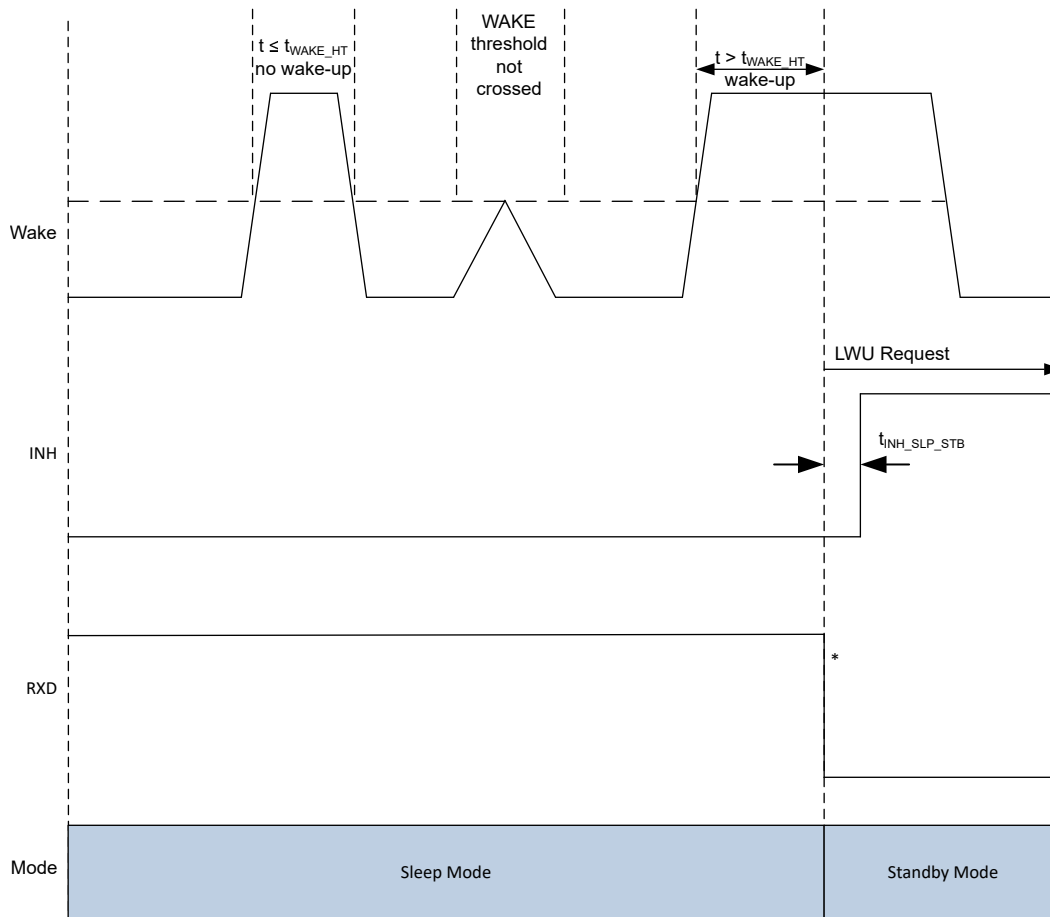 t ≤ tWAKE_HT
no wake-up
WAKE
threshold
not
crossed
t > tWAKE_HT
wake-up
Wake
LWU Request
INH
tINH_SLP_STB
*
RXD
Mode
Sleep Mode
Standby Mode